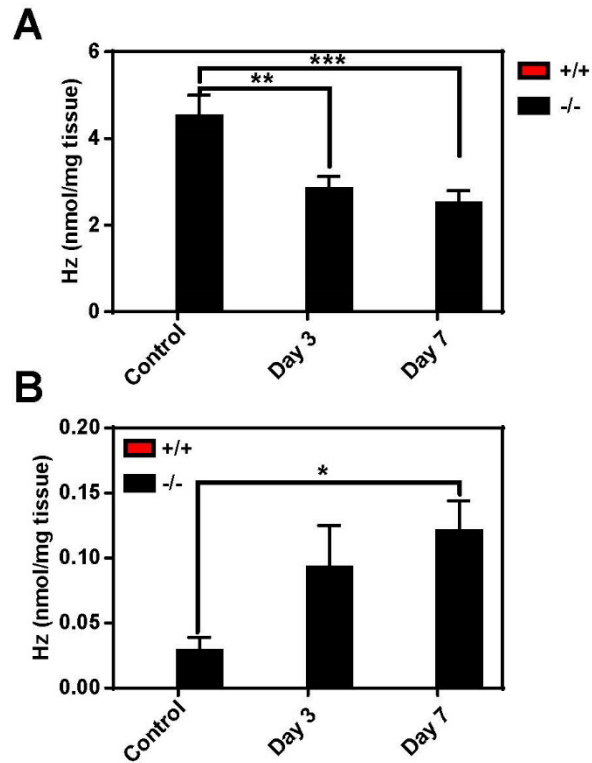 A
6
4
2
0
Hz (nmol/mg tissue)
***
**
+/+
-/-
Control
Day 3
Day 7
B
0.20
0.15
0.10
0.05
0.00
Hz (nmol/mg tissue)
+/+
-/-
*
Control
Day 3
Day 7